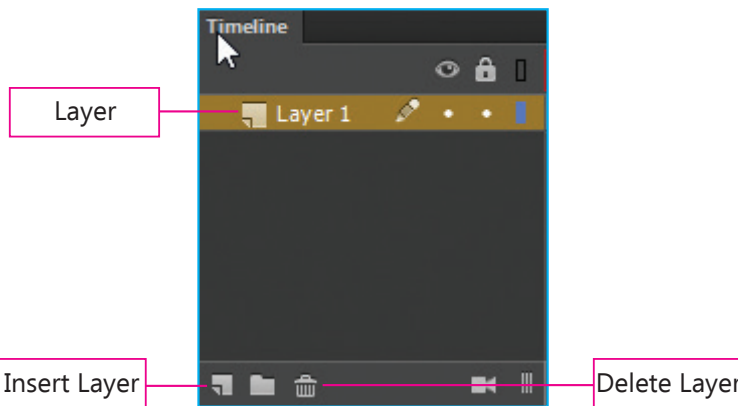 Timeline
Layer
Layer 1
Insert Layer
Delete Layer